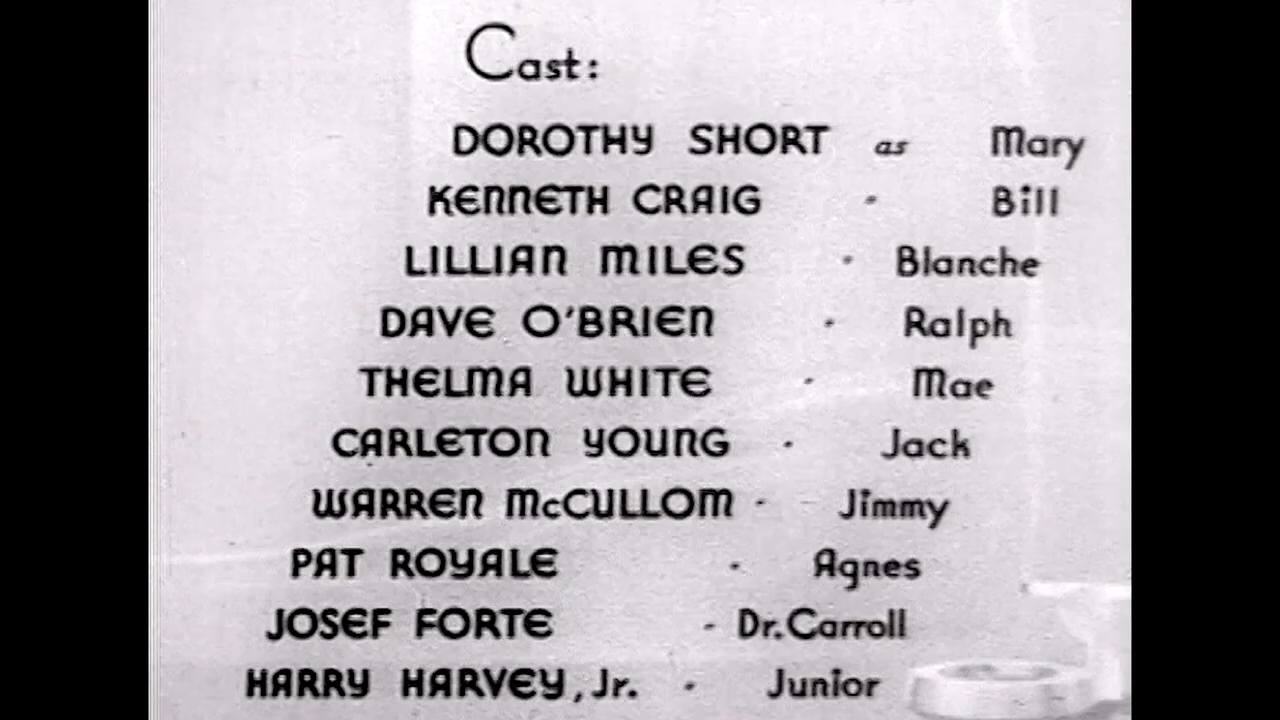 Cast:
DOROTHY SHORT as Mary
KENNETH CRAIG - Bill
LILLIAN MILES - Blanche
DAVE O'BRIEN - Ralph
THELMA WHITE - Mae
CARLETON YOUNG - Jack
WARREN McCULLOM - Jimmy
PAT ROYALE - Agnes
JOSEF FORTE - Dr. Carroll
HARRY HARVEY, Jr. - Junior